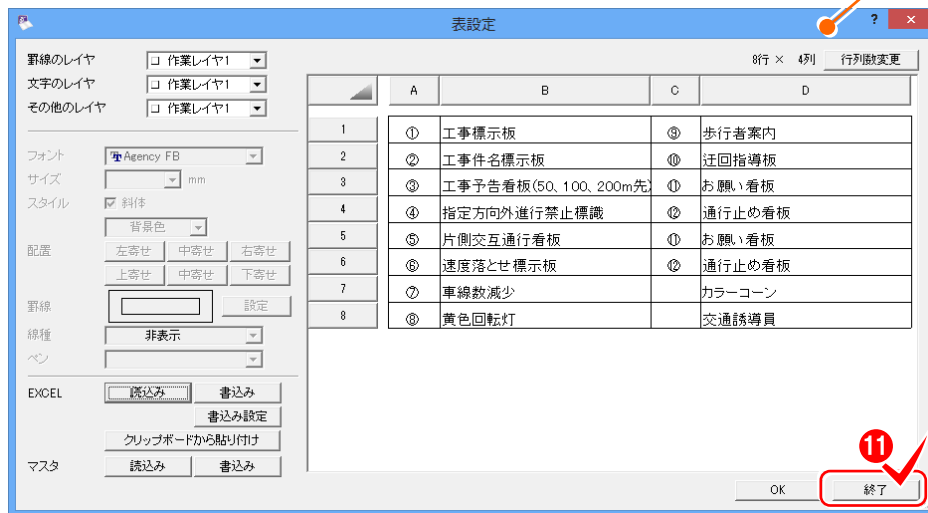 表設定
? ×
罫線のレイヤ 作業レイヤ1
文字のレイヤ 作業レイヤ1
その他のレイヤ 作業レイヤ1
8行 × 4列 行列数変更
フォント Agency FB
サイズ mm
スタイル 斜体
背景色
配置 左寄せ 中寄せ 右寄せ
上寄せ 中寄せ 下寄せ
罫線 設定
線種 非表示
ペン
EXCEL 読込み 書込み
書込み設定
クリップボードから貼り付け
マスタ 読込み 書込み
A B C D
1 ① 工事標示板 ⑨ 歩行者案内
2 ② 工事件名標示板 ⑩ 迂回指導板
3 ③ 工事予告看板(50、100、200m先) ⑪ お願い看板
4 ④ 指定方向外進行禁止標識 ⑫ 通行止め看板
5 ⑤ 片側交互通行看板 ⑪ お願い看板
6 ⑥ 速度落とせ標示板 ⑫ 通行止め看板
7 ⑦ 車線数減少 カラーコーン
8 ⑧ 黄色回転灯 交通誘導員
11
OK 終了